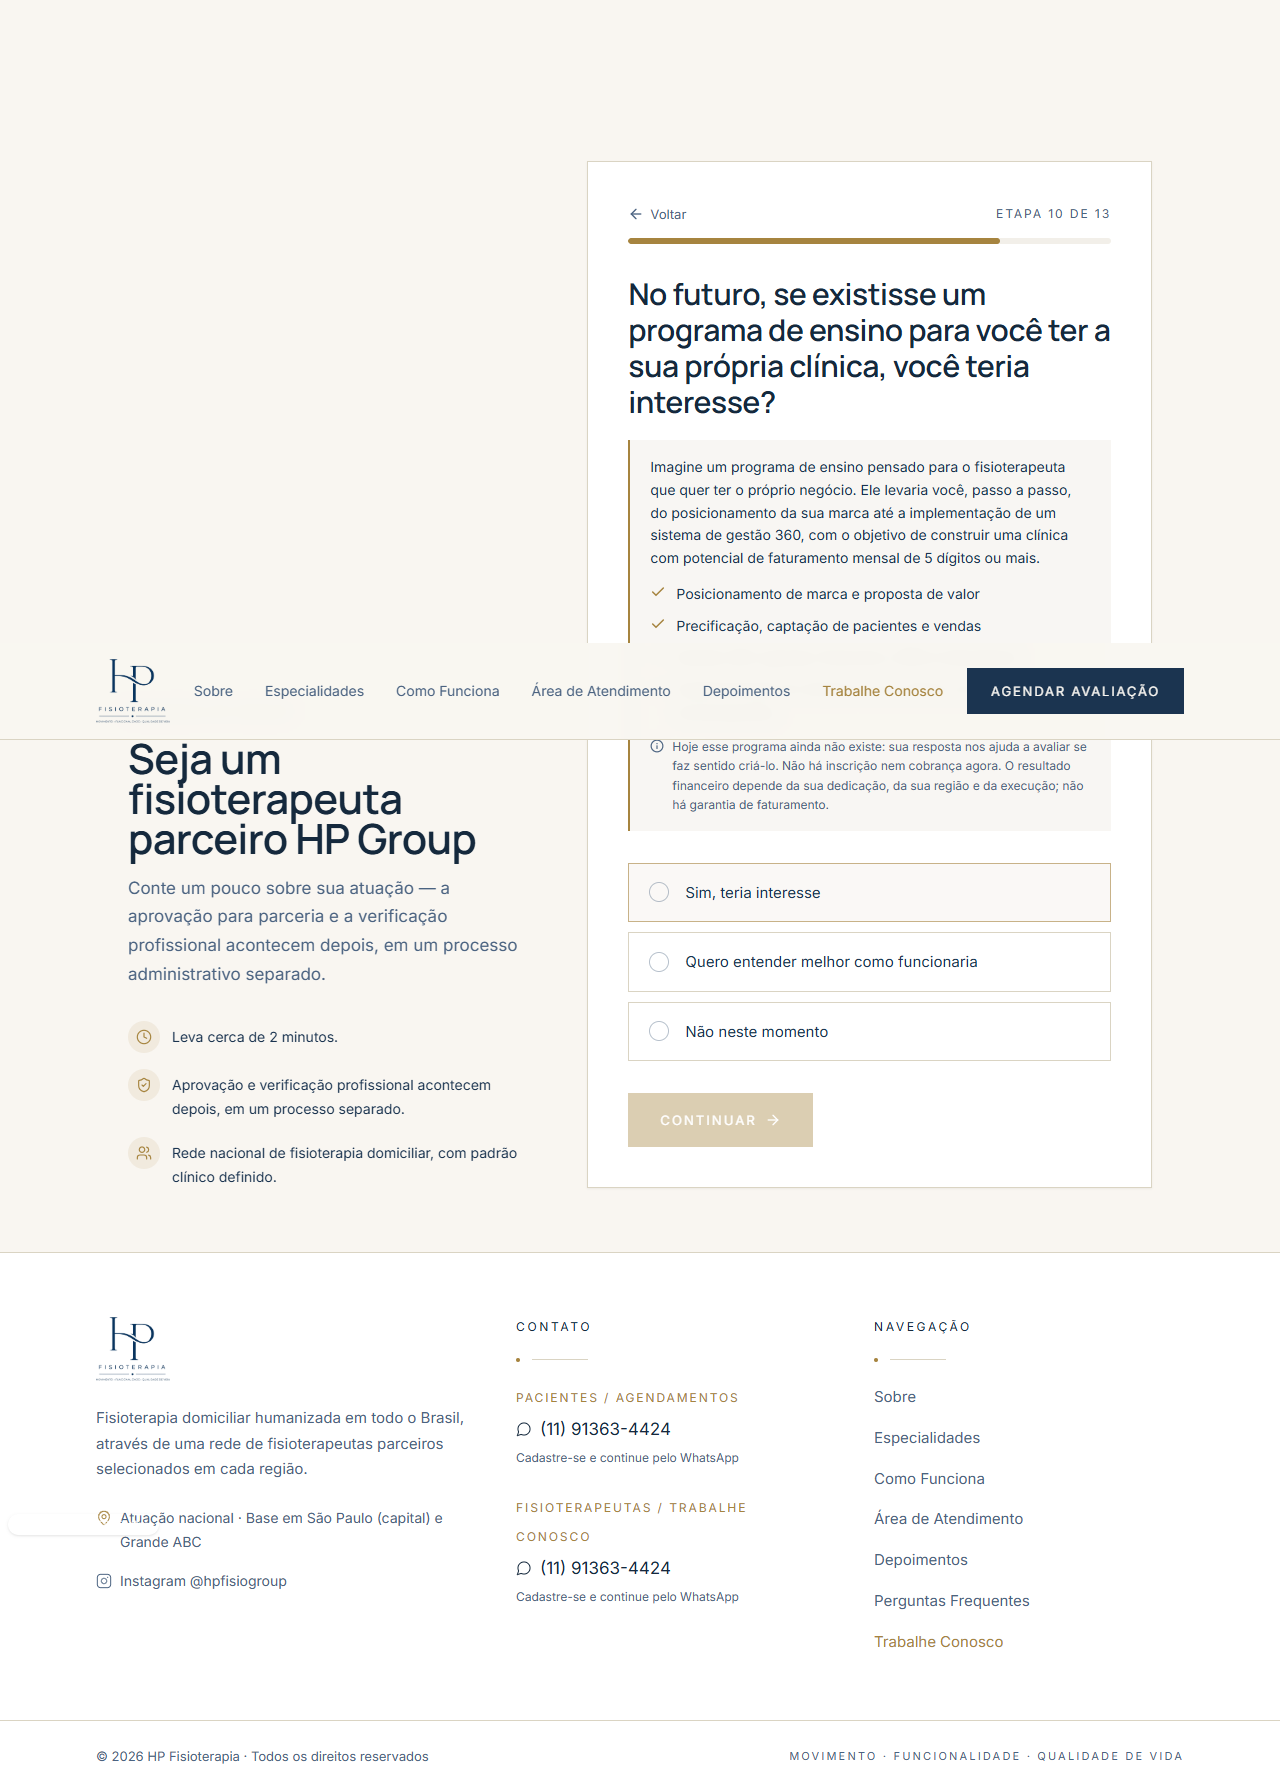 Voltar
ETAPA 10 DE 13
No futuro, se existisse um
programa de ensino para você ter a
sua própria clínica, você teria
interesse?
Imagine um programa de ensino pensado para o fisioterapeuta
que quer ter o próprio negócio. Ele levaria você, passo a passo,
do posicionamento da sua marca até a implementação de um
sistema de gestão 360, com o objetivo de construir uma clínica
com potencial de faturamento mensal de 5 dígitos ou mais.
Posicionamento de marca e proposta de valor
Precificação, captação de pacientes e vendas
HP
FISIOTERAPIA
Sobre
Especialidades
Como Funciona
Área de Atendimento
Depoimentos
Trabalhe Conosco
AGENDAR AVALIAÇÃO
Hoje esse programa ainda não existe: sua resposta nos ajuda a avaliar se
faz sentido criá-lo. Não há inscrição nem cobrança agora. O resultado
financeiro depende da sua dedicação, da sua região e da execução; não
há garantia de faturamento.
Seja um
fisioterapeuta
parceiro HP Group
Conte um pouco sobre sua atuação — a
aprovação para parceria e a verificação
profissional acontecem depois, em um processo
administrativo separado.
Leva cerca de 2 minutos.
Aprovação e verificação profissional acontecem
depois, em um processo separado.
Rede nacional de fisioterapia domiciliar, com padrão
clínico definido.
Sim, teria interesse
Quero entender melhor como funcionaria
Não neste momento
CONTINUAR
HP
FISIOTERAPIA
Fisioterapia domiciliar humanizada em todo o Brasil,
através de uma rede de fisioterapeutas parceiros
selecionados em cada região.
Atuação nacional · Base em São Paulo (capital) e
Grande ABC
Instagram @hpfisiogroup
CONTATO
PACIENTES / AGENDAMENTOS
(11) 91363-4424
Cadastre-se e continue pelo WhatsApp
FISIOTERAPEUTAS / TRABALHE
CONOSCO
(11) 91363-4424
Cadastre-se e continue pelo WhatsApp
NAVEGAÇÃO
Sobre
Especialidades
Como Funciona
Área de Atendimento
Depoimentos
Perguntas Frequentes
Trabalhe Conosco
© 2026 HP Fisioterapia · Todos os direitos reservados
MOVIMENTO · FUNCIONALIDADE · QUALIDADE DE VIDA